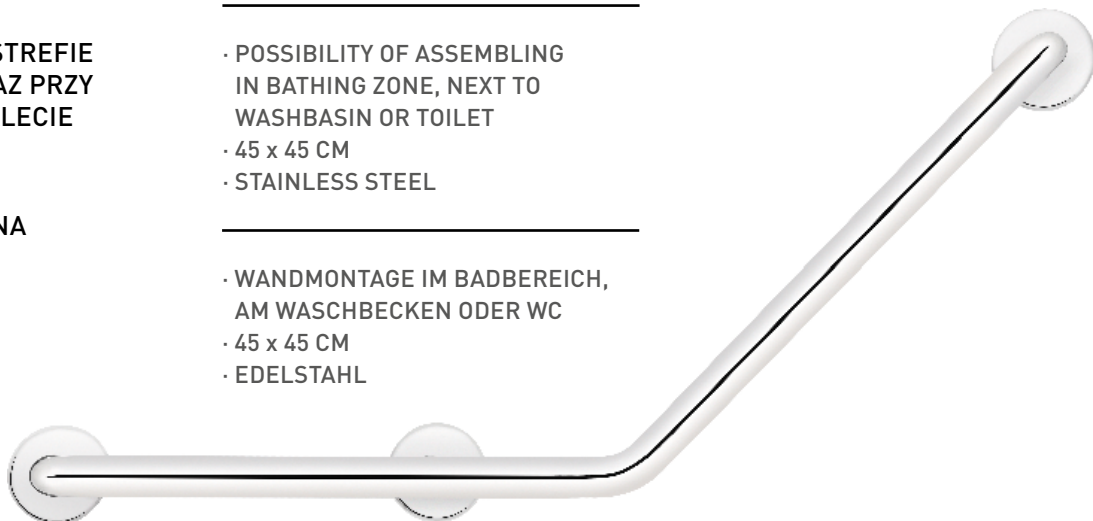 STREFIE
AZ PRZY
LECIE
NA
· POSSIBILITY OF ASSEMBLING
IN BATHING ZONE, NEXT TO
WASHBASIN OR TOILET
· 45 x 45 CM
· STAINLESS STEEL
· WANDMONTAGE IM BADBEREICH,
AM WASCHBECKEN ODER WC
· 45 x 45 CM
· EDELSTAHL